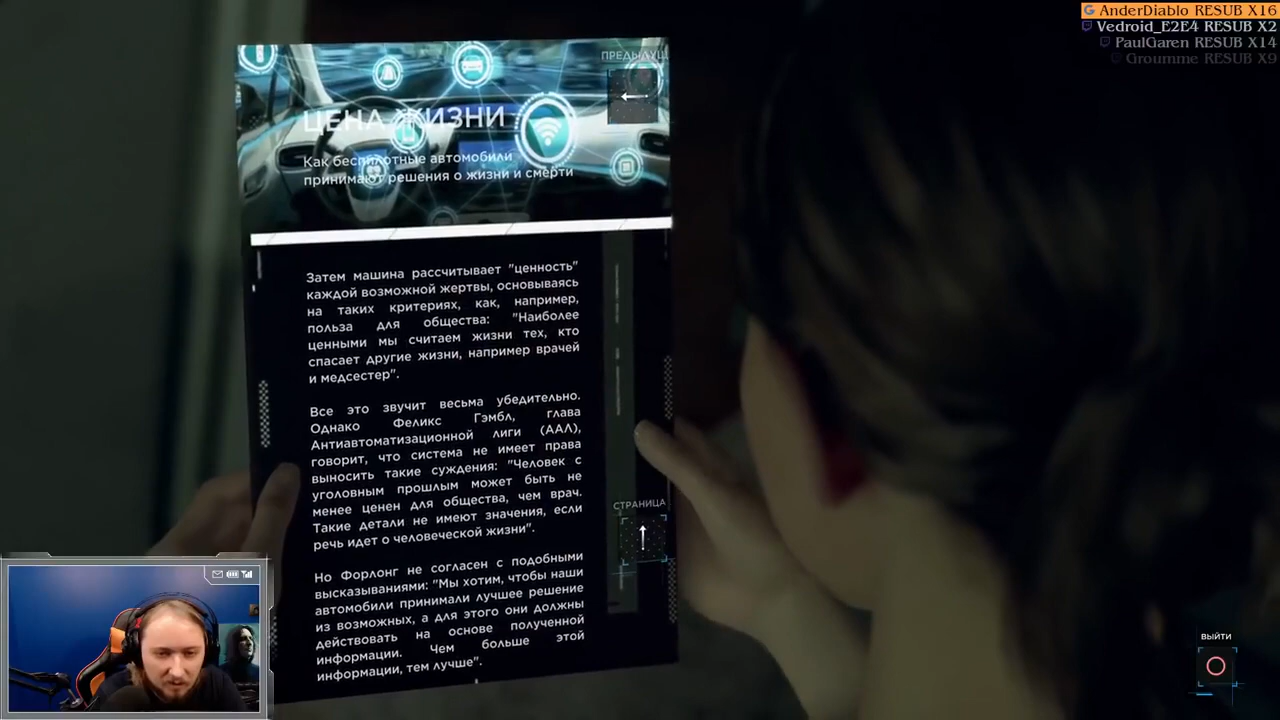 AnderDiablo RESUB X16
Vedroid_E2E4 RESUB X2
PaulGaren RESUB X14
Groumme RESUB X9
ПРЕДЫДУЩ
ЦЕНА ЖИЗНИ
Как беспилотные автомобили
принимают решения о жизни и смерти
Затем машина рассчитывает "ценность"
каждой возможной жертвы, основываясь
на таких критериях, как, например,
польза для общества: "Наиболее
ценными мы считаем жизни тех, кто
спасает другие жизни, например врачей
и медсестер".
Все это звучит весьма убедительно.
Однако Феликс Гэмбл, глава
Антиавтоматизационной лиги (ААЛ),
говорит, что система не имеет права
выносить такие суждения: "Человек с
уголовным прошлым может быть не
менее ценен для общества, чем врач.
Такие детали не имеют значения, если
речь идет о человеческой жизни".
Но Форлонг не согласен с подобными
высказываниями: "Мы хотим, чтобы наши
автомобили принимали лучшее решение
из возможных, а для этого они должны
действовать на основе полученной
информации. Чем больше этой
информации, тем лучше".
СТРАНИЦА
ВЫЙТИ